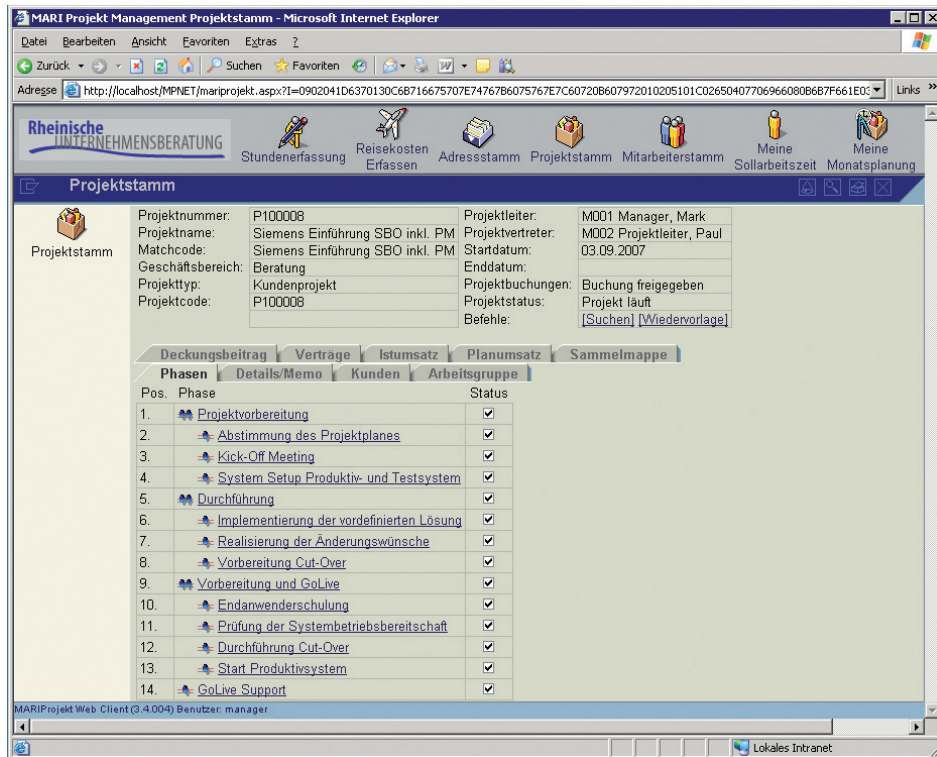 MARI Projekt Management Projektstamm - Microsoft Internet Explorer
Datei Bearbeiten Ansicht Favoriten Extras ?
Zurück Suchen Favoriten
Adresse Links »
Rheinische
UNTERNEHMENSBERATUNG
Stundenerfassung
Reisekosten
Erfassen
Adressstamm
Projektstamm
Mitarbeiterstamm
Meine
Sollarbeitszeit
Meine
Monatsplanung
Projektstamm
Projektstamm
Projektnummer: P100008 Projektleiter: M001 Manager, Mark
Projektname: Siemens Einführung SBO inkl. PM Projektvertreter: M002 Projektleiter, Paul
Matchcode: Siemens Einführung SBO inkl. PM Startdatum: 03.09.2007
Geschäftsbereich: Beratung Enddatum:
Projekttyp: Kundenprojekt Projektbuchungen: Buchung freigegeben
Projektcode: P100008 Projektstatus: Projekt läuft
Befehle: [Suchen] [Wiedervorlage]
Deckungsbeitrag Verträge Istumsatz Planumsatz Sammelmappe
Phasen Details/Memo Kunden Arbeitsgruppe
Pos. Phase Status
1. Projektvorbereitung
2. Abstimmung des Projektplanes
3. Kick-Off Meeting
4. System Setup Produktiv- und Testsystem
5. Durchführung
6. Implementierung der vordefinierten Lösung
7. Realisierung der Änderungswünsche
8. Vorbereitung Cut-Over
9. Vorbereitung und GoLive
10. Endanwenderschulung
11. Prüfung der Systembetriebsbereitschaft
12. Durchführung Cut-Over
13. Start Produktivsystem
14. GoLive Support
MARIProjekt Web Client (3.4.004) Benutzer: manager
Lokales Intranet